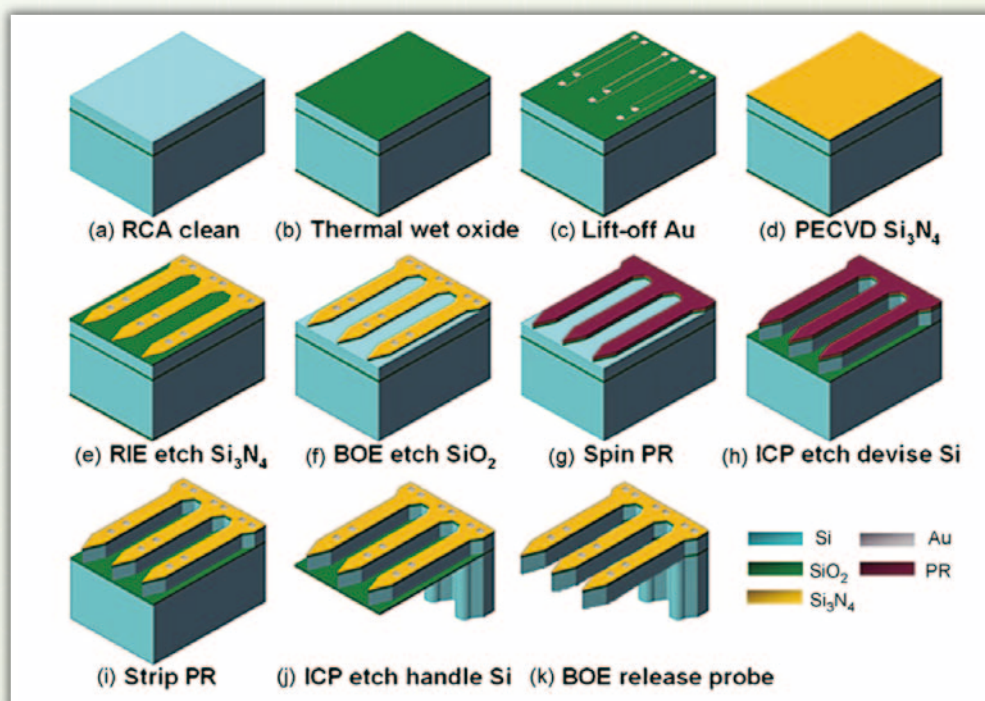 (a) RCA clean
(b) Thermal wet oxide
(c) Lift-off Au
(d) PECVD Si₃N₄
(e) RIE etch Si₃N₄
(f) BOE etch SiO₂
(g) Spin PR
(h) ICP etch devise Si
(i) Strip PR
(j) ICP etch handle Si
(k) BOE release probe
Si
Au
SiO₂
PR
Si₃N₄